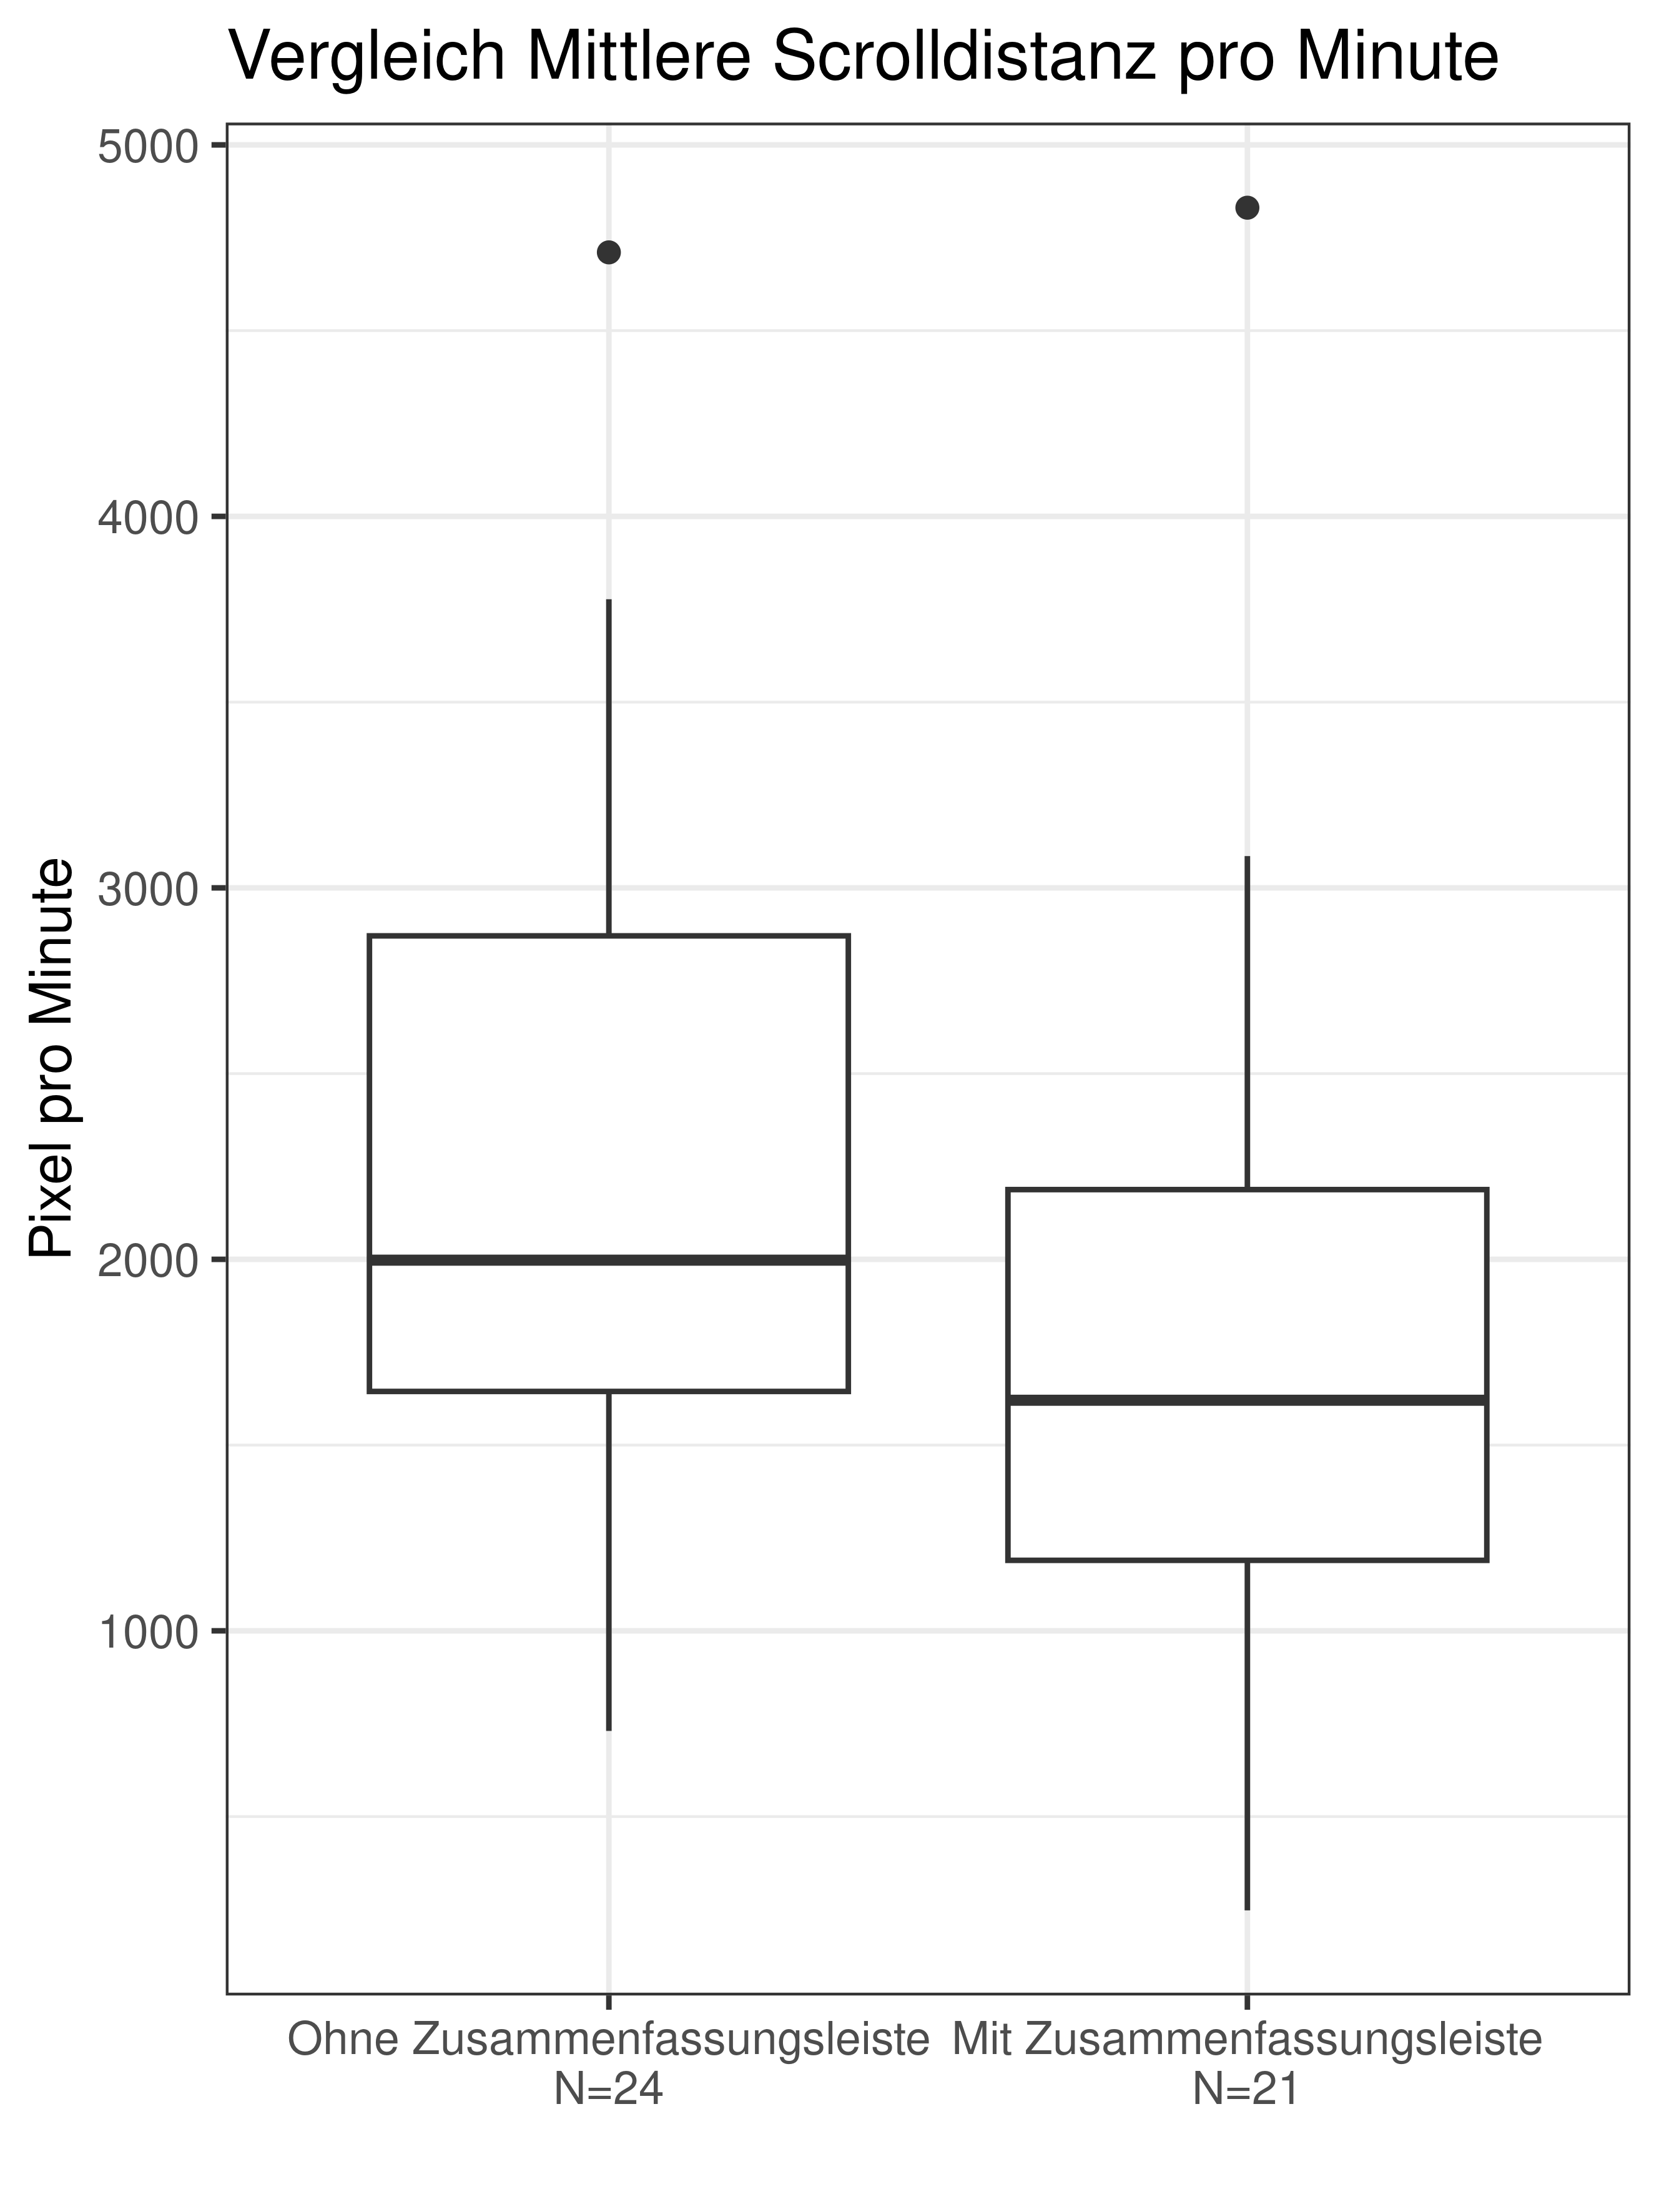 Vergleich Mittlere Scrolldistanz pro Minute
5000
4000
3000
2000
1000
Pixel pro Minute
Ohne Zusammenfassungsleiste
N=24
Mit Zusammenfassungsleiste
N=21